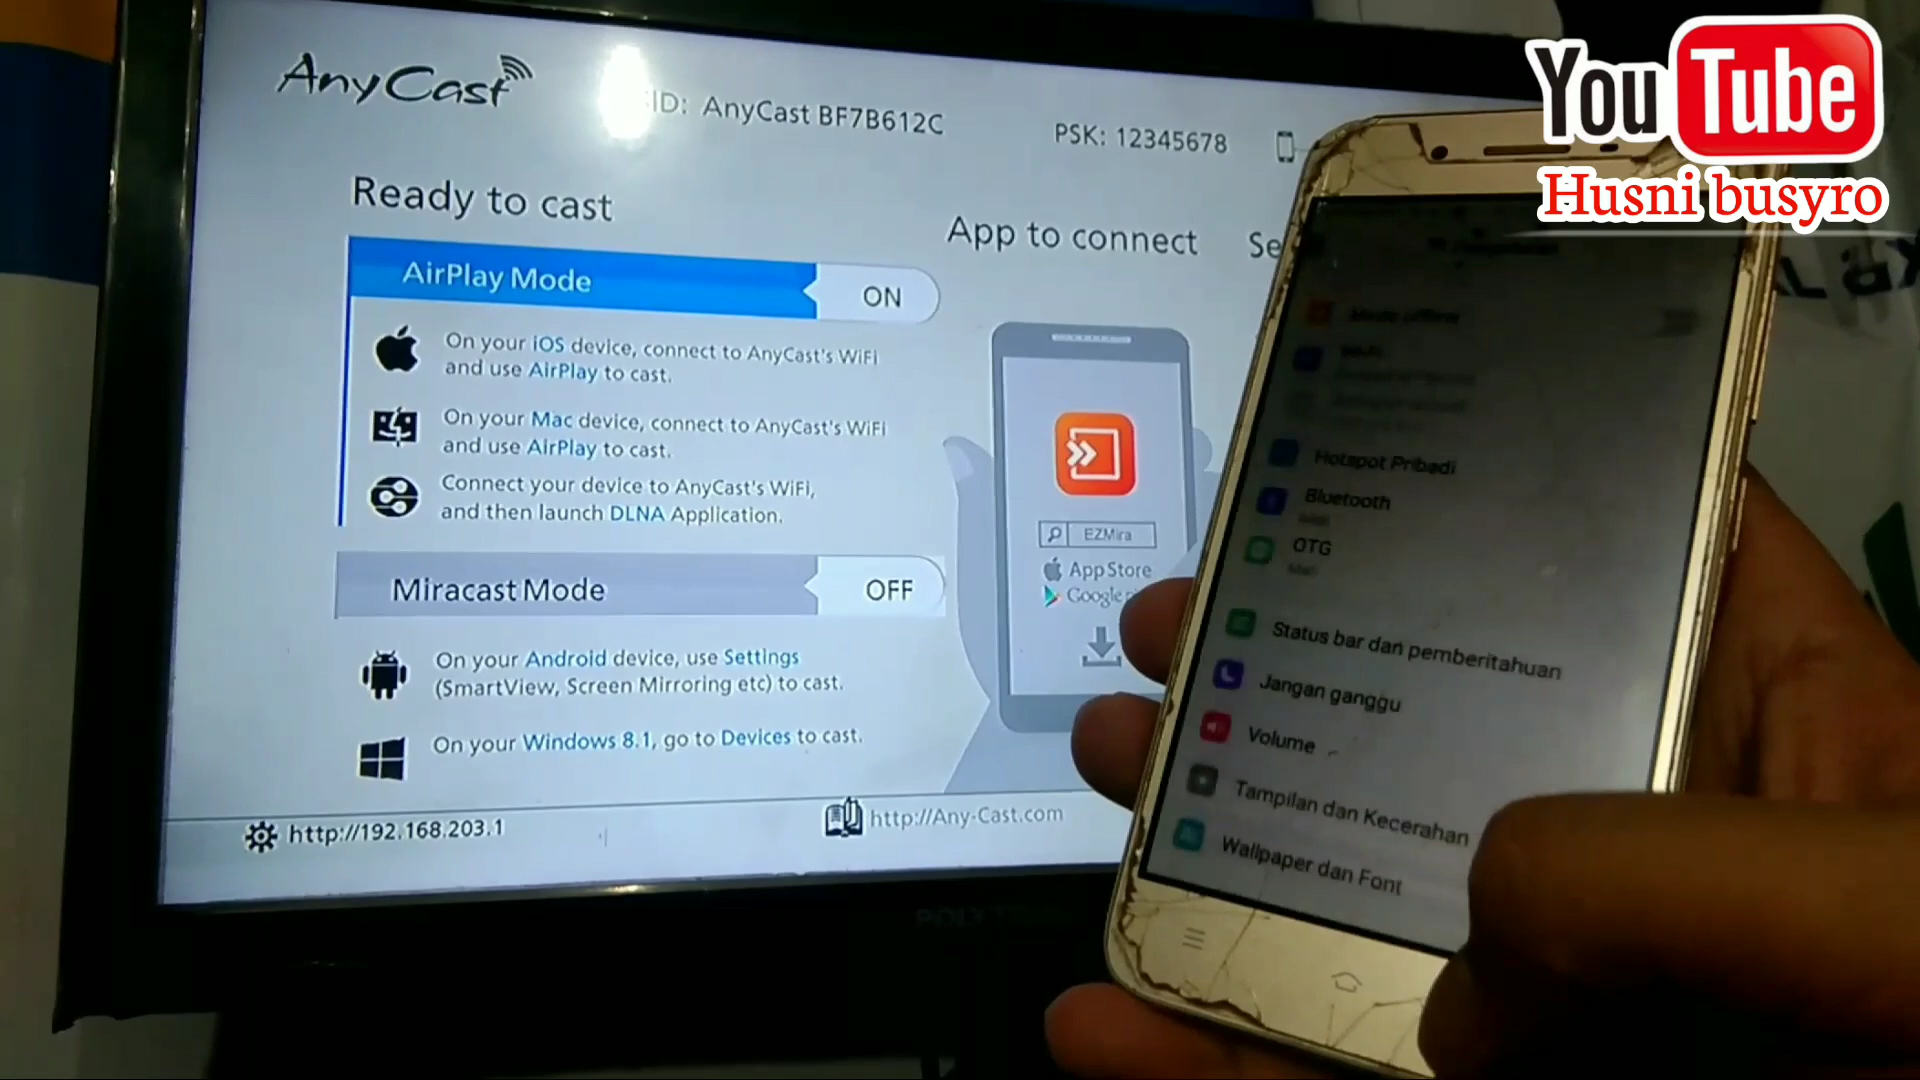 AnyCast
ID: AnyCast BF7B612C
PSK: 12345678
YouTube
Husni busyro
Ready to cast
App to connect
Se
AirPlay Mode
ON
On your iOS device, connect to AnyCast's WiFi
and use AirPlay to cast.
On your Mac device, connect to AnyCast's WiFi
and use AirPlay to cast.
Connect your device to AnyCast's WiFi,
and then launch DLNA Application.
Miracast Mode
OFF
On your Android device, use Settings
(SmartView, Screen Mirroring etc) to cast.
On your Windows 8.1, go to Devices to cast.
EZMira
App Store
Google
http://192.168.203.1
http://Any-Cast.com
Mode offline
Hotspot Pribadi
Bluetooth
OTG
Status bar dan pemberitahuan
Jangan ganggu
Volume
Tampilan dan Kecerahan
Wallpaper dan Font